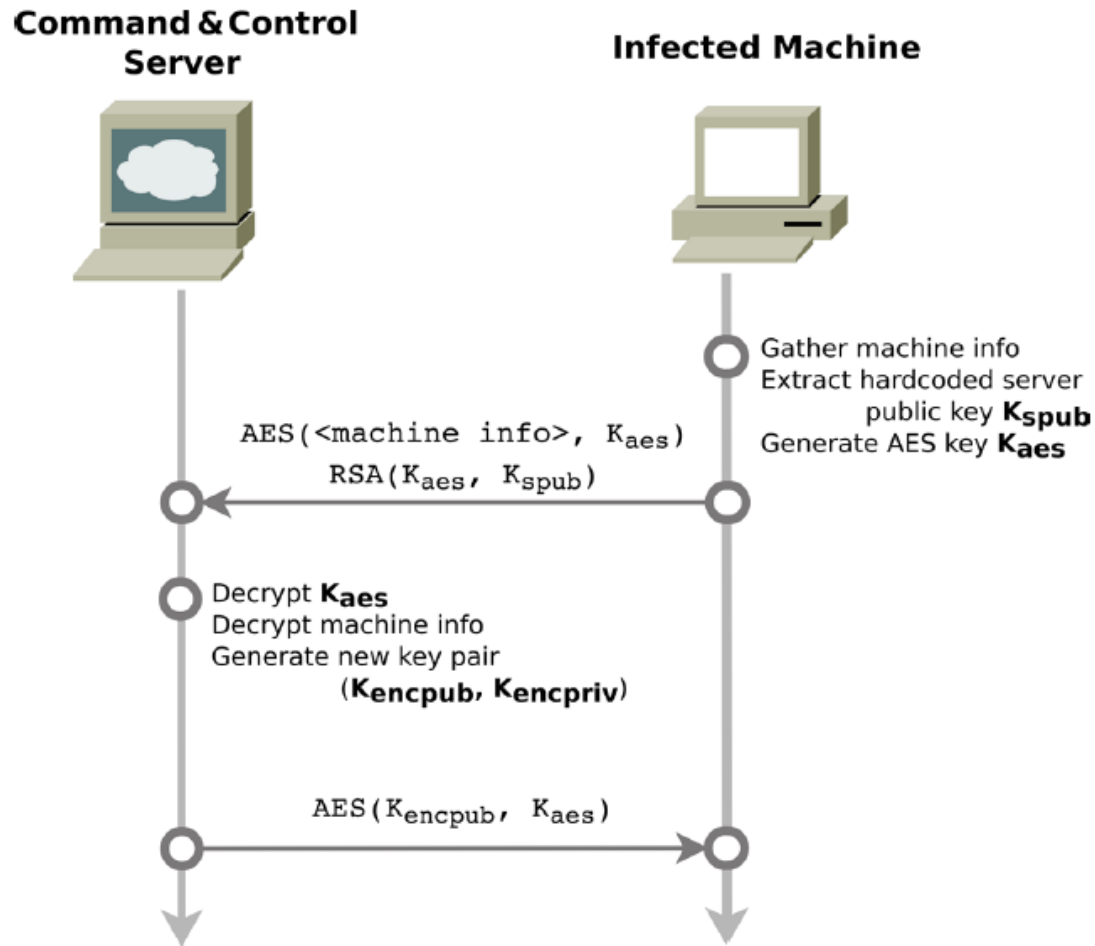 Command & Control
Server
Infected Machine
Gather machine info
Extract hardcoded server
public key Kspub
Generate AES key Kaes
AES(<machine info>, Kaes)
RSA(Kaes, Kspub)
Decrypt Kaes
Decrypt machine info
Generate new key pair
(Kencpub, Kencpriv)
AES(Kencpub, Kaes)